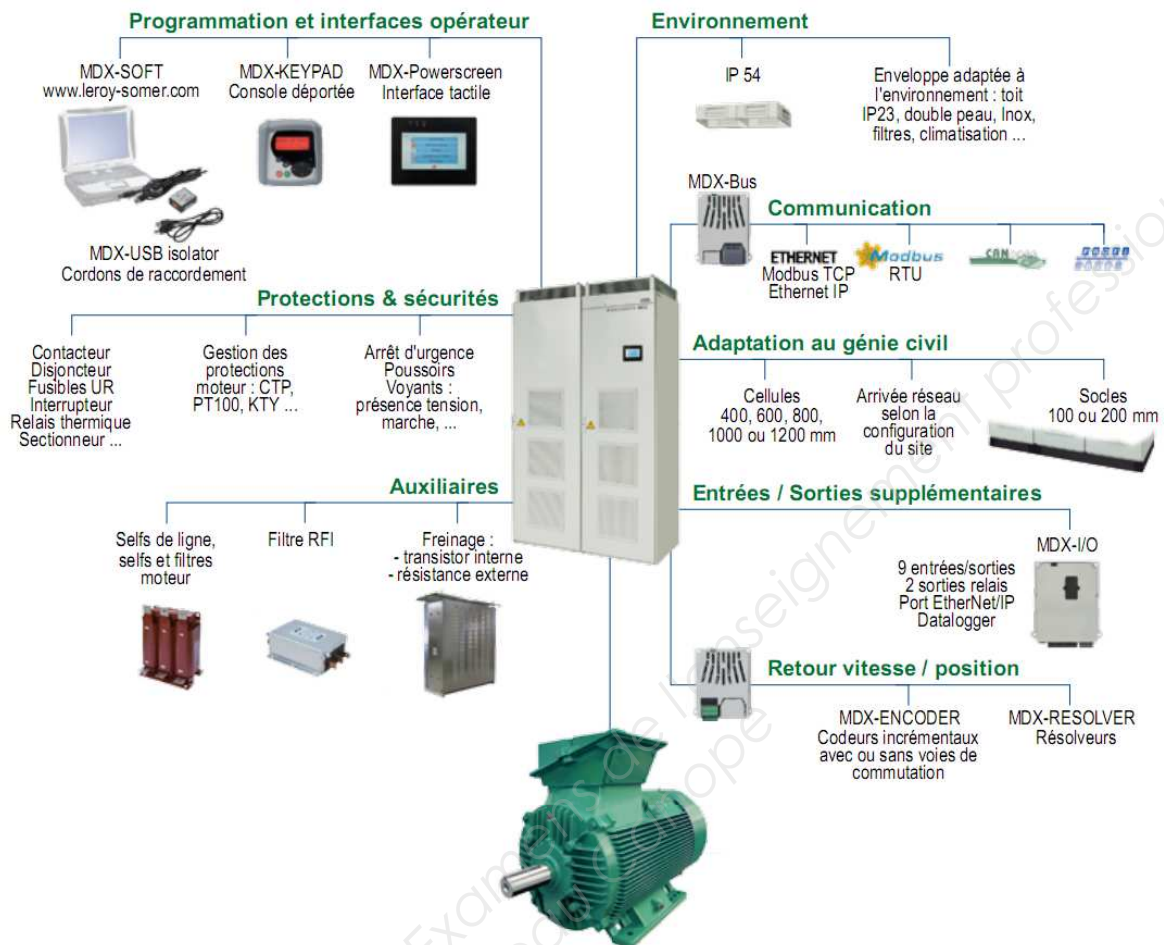 Programmation et interfaces opérateur
MDX-SOFT
www.leroy-somer.com
MDX-KEYPAD
Console déportée
MDX-Powerscreen
Interface tactile
MDX-USB isolator
Cordons de raccordement
Environnement
IP 54
Enveloppe adaptée à
l'environnement : toit
IP23, double peau, Inox,
filtres, climatisation ...
MDX-Bus
Communication
ETHERNET
Modbus TCP
Ethernet IP
Modbus
RTU
CANopen
Protections & sécurités
Contacteur
Disjoncteur
Fusibles UR
Interrupteur
Relais thermique
Sectionneur ...
Gestion des
protections
moteur : CTP,
PT100, KTY ...
Arrêt d'urgence
Poussoirs
Voyants :
présence tension,
marche, ...
Adaptation au génie civil
Cellules
400, 600, 800,
1000 ou 1200 mm
Arrivée réseau
selon la
configuration
du site
Socles
100 ou 200 mm
Auxiliaires
Selfs de ligne,
selfs et filtres
moteur
Filtre RFI
Freinage :
- transistor interne
- résistance externe
Entrées / Sorties supplémentaires
MDX-I/O
9 entrées/sorties
2 sorties relais
Port EtherNet/IP
Datalogger
Retour vitesse / position
MDX-ENCODER
Codeurs incrémentaux
avec ou sans voies de
commutation
MDX-RESOLVER
Résolveurs
Examens de l'enseignement profession